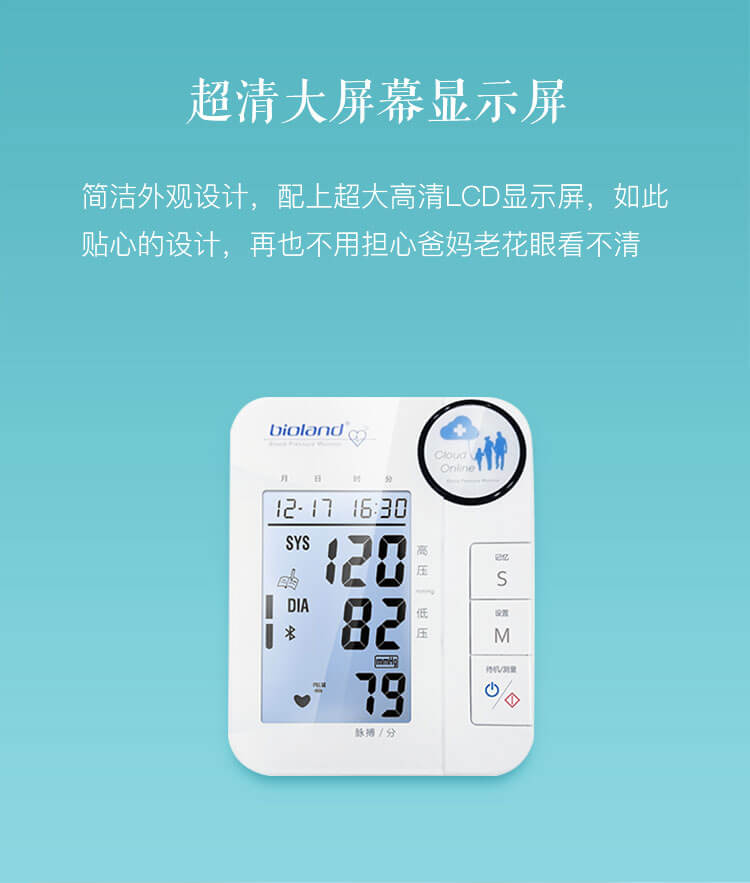 超清大屏幕显示屏
简洁外观设计，配上超大高清LCD显示屏，如此
贴心的设计，再也不用担心爸妈老花眼看不清
bioland®
Blood Pressure Monitor
Cloud
Online
月 日 时 分
12-17 16:30
SYS 120 高压
mmHg
DIA 82 低压
mmHg
79
脉搏/分
记忆
S
设置
M
待机/测量